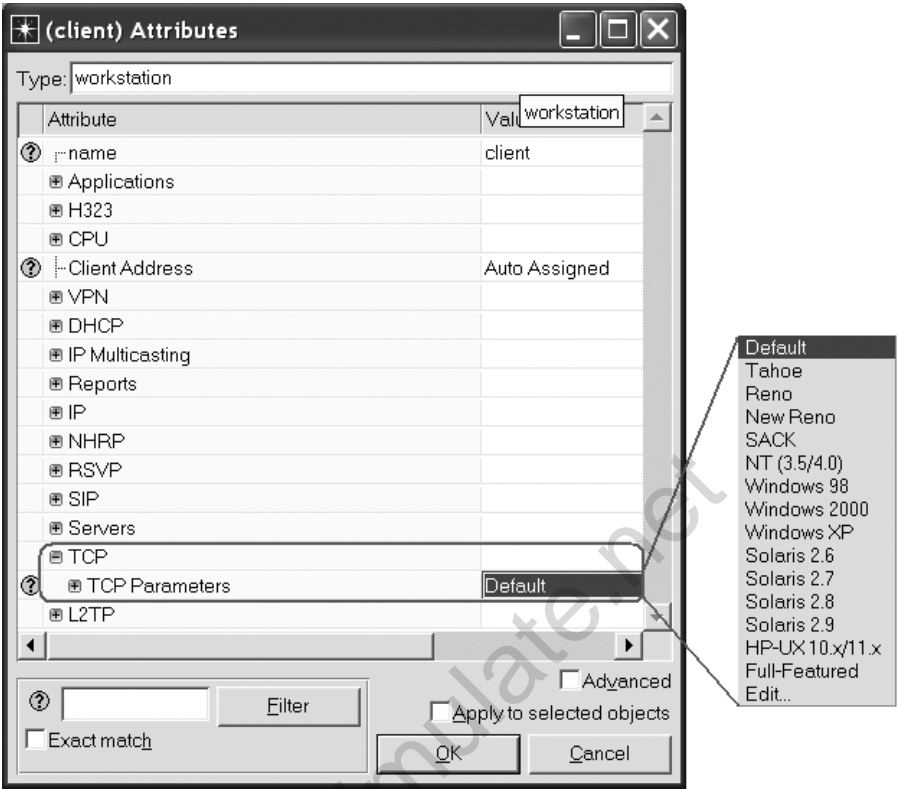 (client) Attributes
Type: workstation
Attribute Valu
workstation
name client
Applications
H323
CPU
Client Address Auto Assigned
VPN
DHCP
IP Multicasting
Reports
IP
NHRP
RSVP
SIP
Servers
TCP
TCP Parameters Default
L2TP
Default
Tahoe
Reno
New Reno
SACK
NT (3.5/4.0)
Windows 98
Windows 2000
Windows XP
Solaris 2.6
Solaris 2.7
Solaris 2.8
Solaris 2.9
HP-UX 10.x/11.x
Full-Featured
Edit...
Advanced
Filter
Apply to selected objects
Exact match
OK Cancel
mulate.net